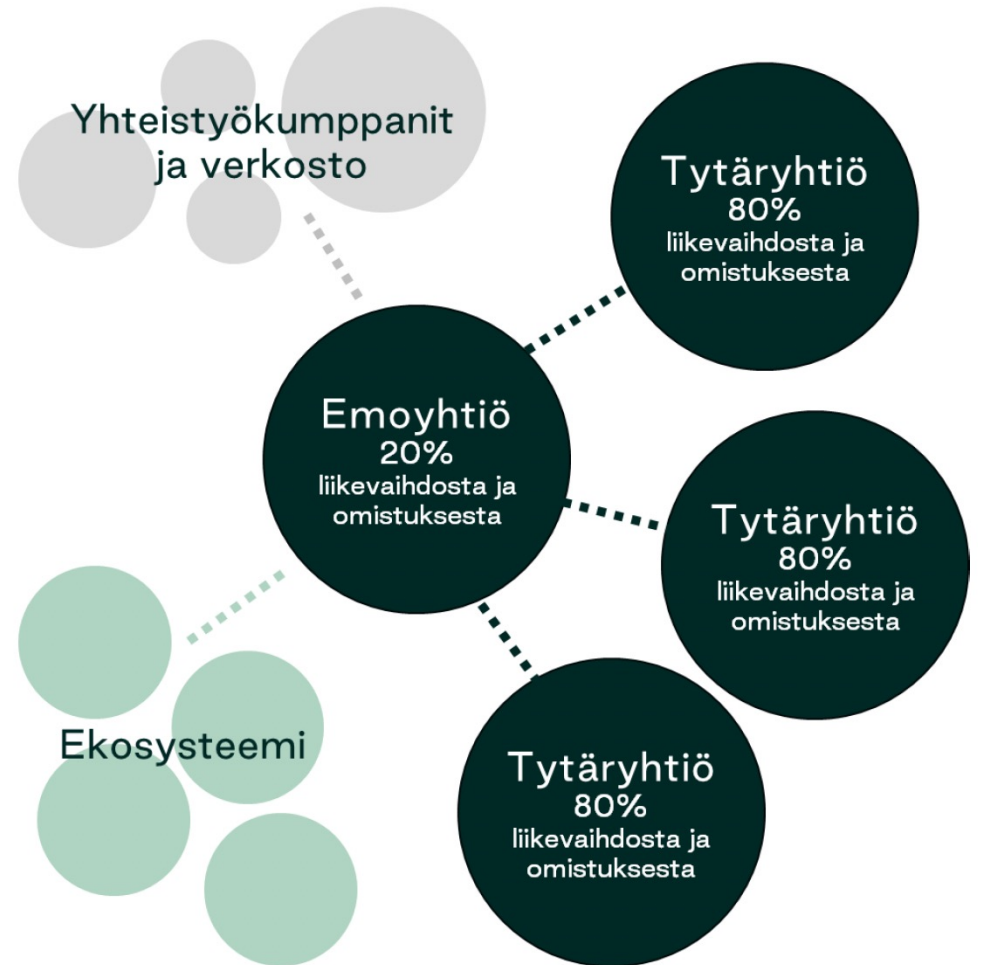 Yhteistyökumppanit
ja verkosto
Tytäryhtiö
80%
liikevaihdosta ja
omistuksesta
Emoyhtiö
20%
liikevaihdosta ja
omistuksesta
Tytäryhtiö
80%
liikevaihdosta ja
omistuksesta
Ekosysteemi
Tytäryhtiö
80%
liikevaihdosta ja
omistuksesta